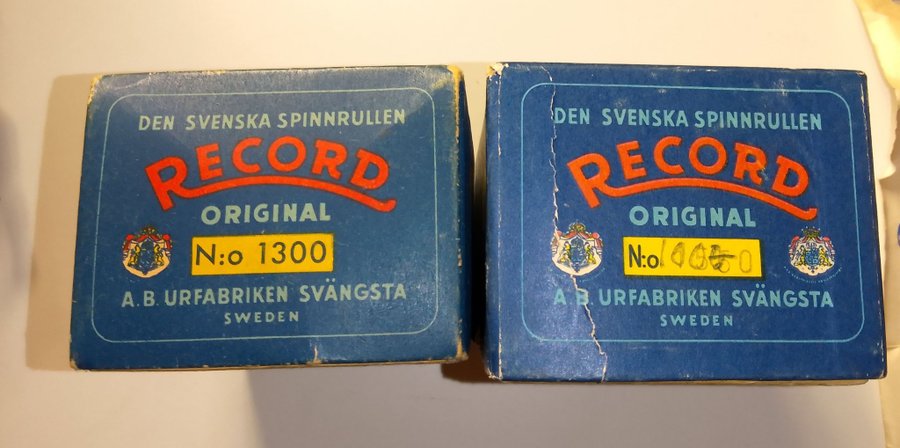 DEN SVENSKA SPINNRULLEN
RECORD
ORIGINAL
N:o 1300
A.B. URFABRIKEN SVÄNGSTA
SWEDEN
DEN SVENSKA SPINNRULLEN
RECORD
ORIGINAL
N:o
A.B. URFABRIKEN SVÄNGSTA
SWEDEN